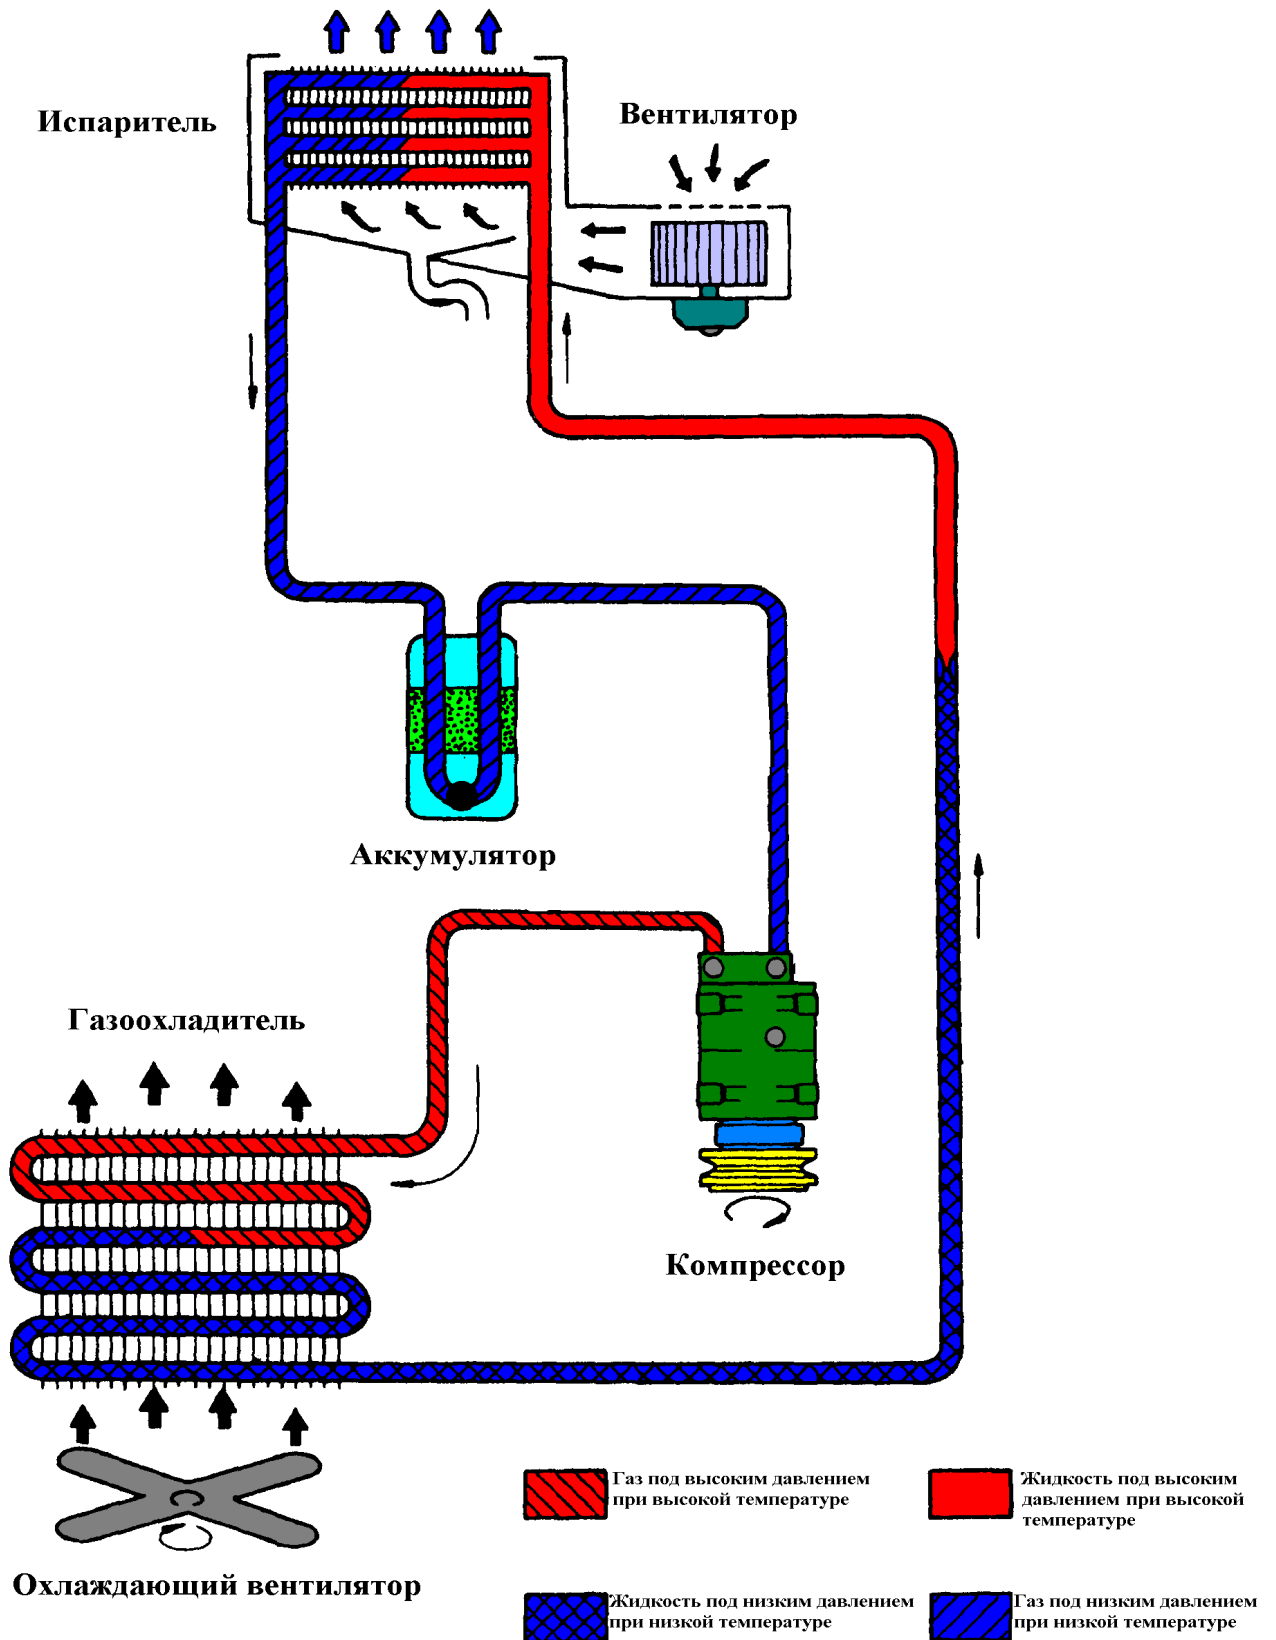 Испаритель
Вентилятор
Аккумулятор
Газоохладитель
Компрессор
Охлаждающий вентилятор
Газ под высоким давлением
при высокой температуре
Жидкость под высоким
давлением при высокой
температуре
Жидкость под низким давлением
при низкой температуре
Газ под низким давлением
при низкой температуре